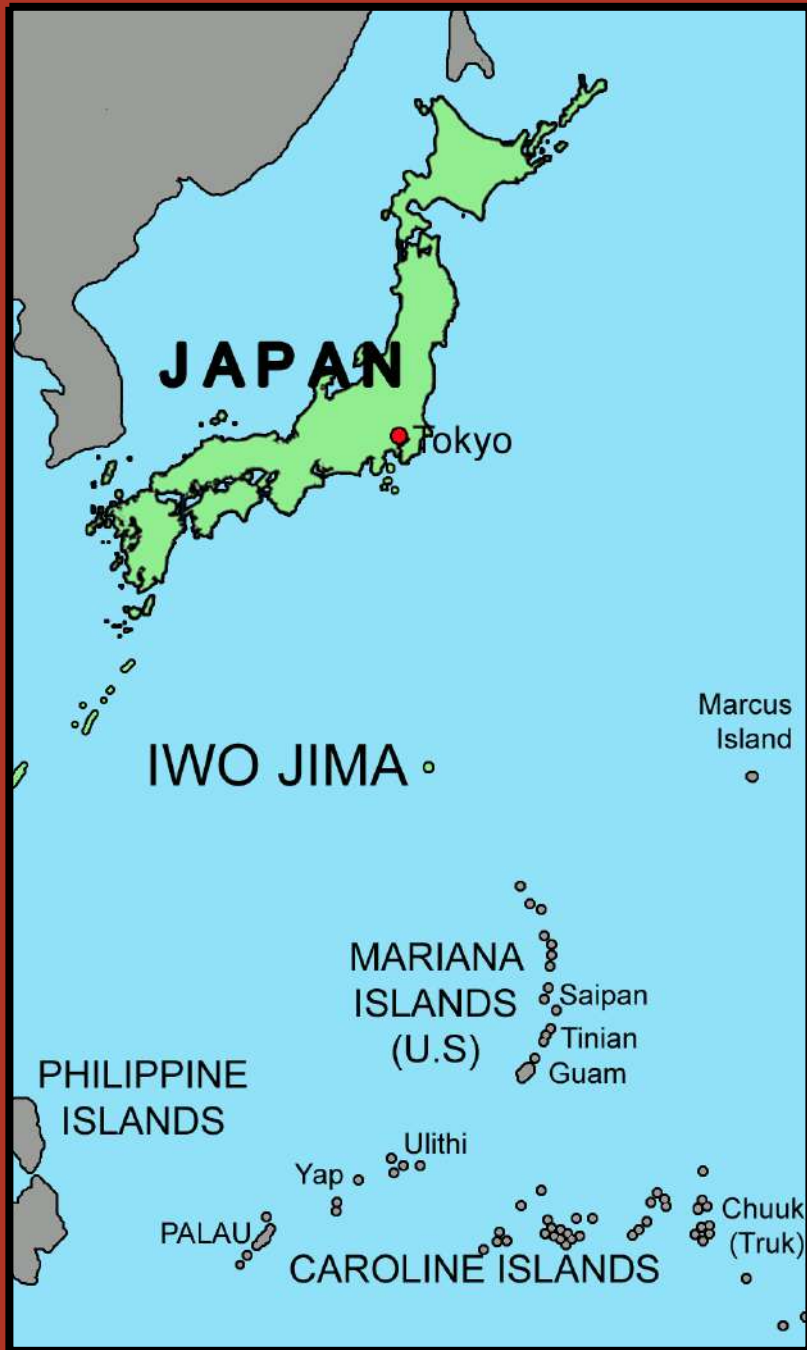 JAPAN
Tokyo
Marcus
Island
IWO JIMA
MARIANA
ISLANDS
(U.S)
Saipan
Tinian
Guam
PHILIPPINE
ISLANDS
Ulithi
Yap
PALAU
Chuuk
(Truk)
CAROLINE ISLANDS